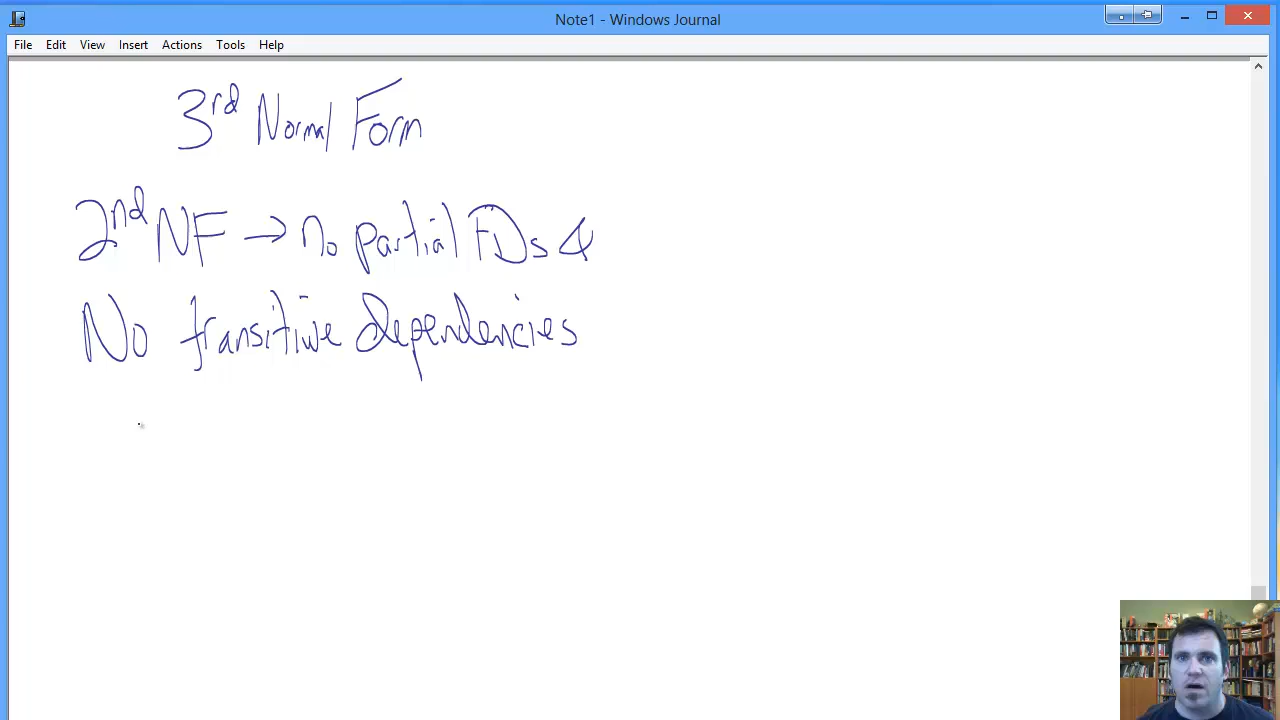 Note1 - Windows Journal
File Edit View Insert Actions Tools Help
3rd Normal Form
2nd NF → no partial FDs &
No transitive dependencies